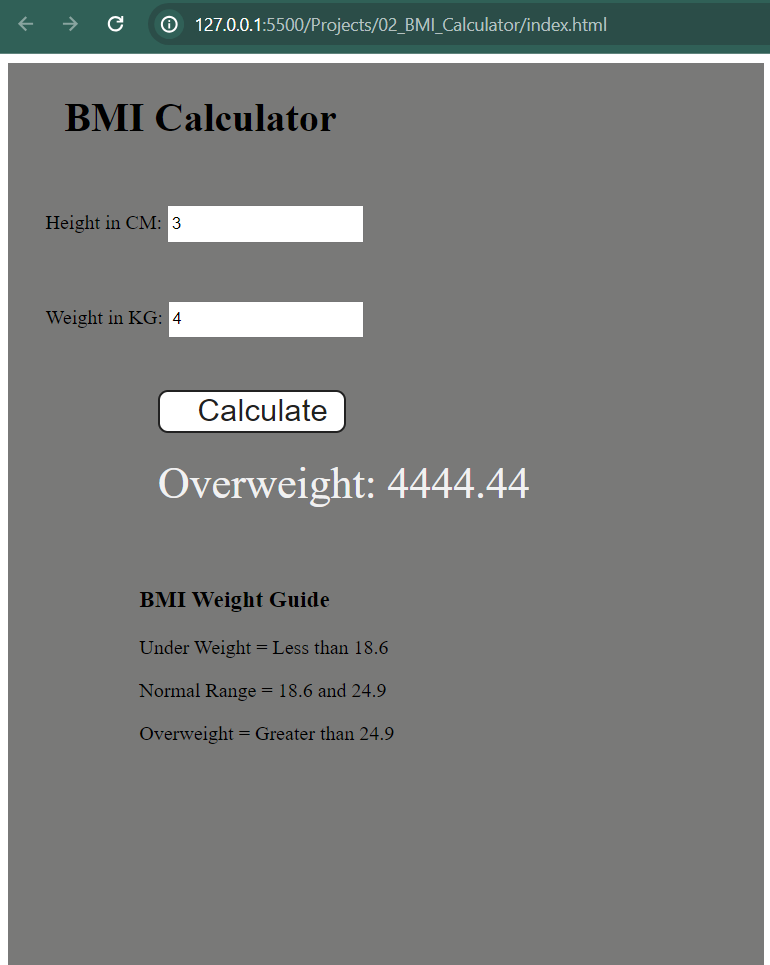 127.0.0.1:5500/Projects/02_BMI_Calculator/index.html
BMI Calculator
Height in CM: 3
Weight in KG: 4
Calculate
Overweight: 4444.44
BMI Weight Guide
Under Weight = Less than 18.6
Normal Range = 18.6 and 24.9
Overweight = Greater than 24.9